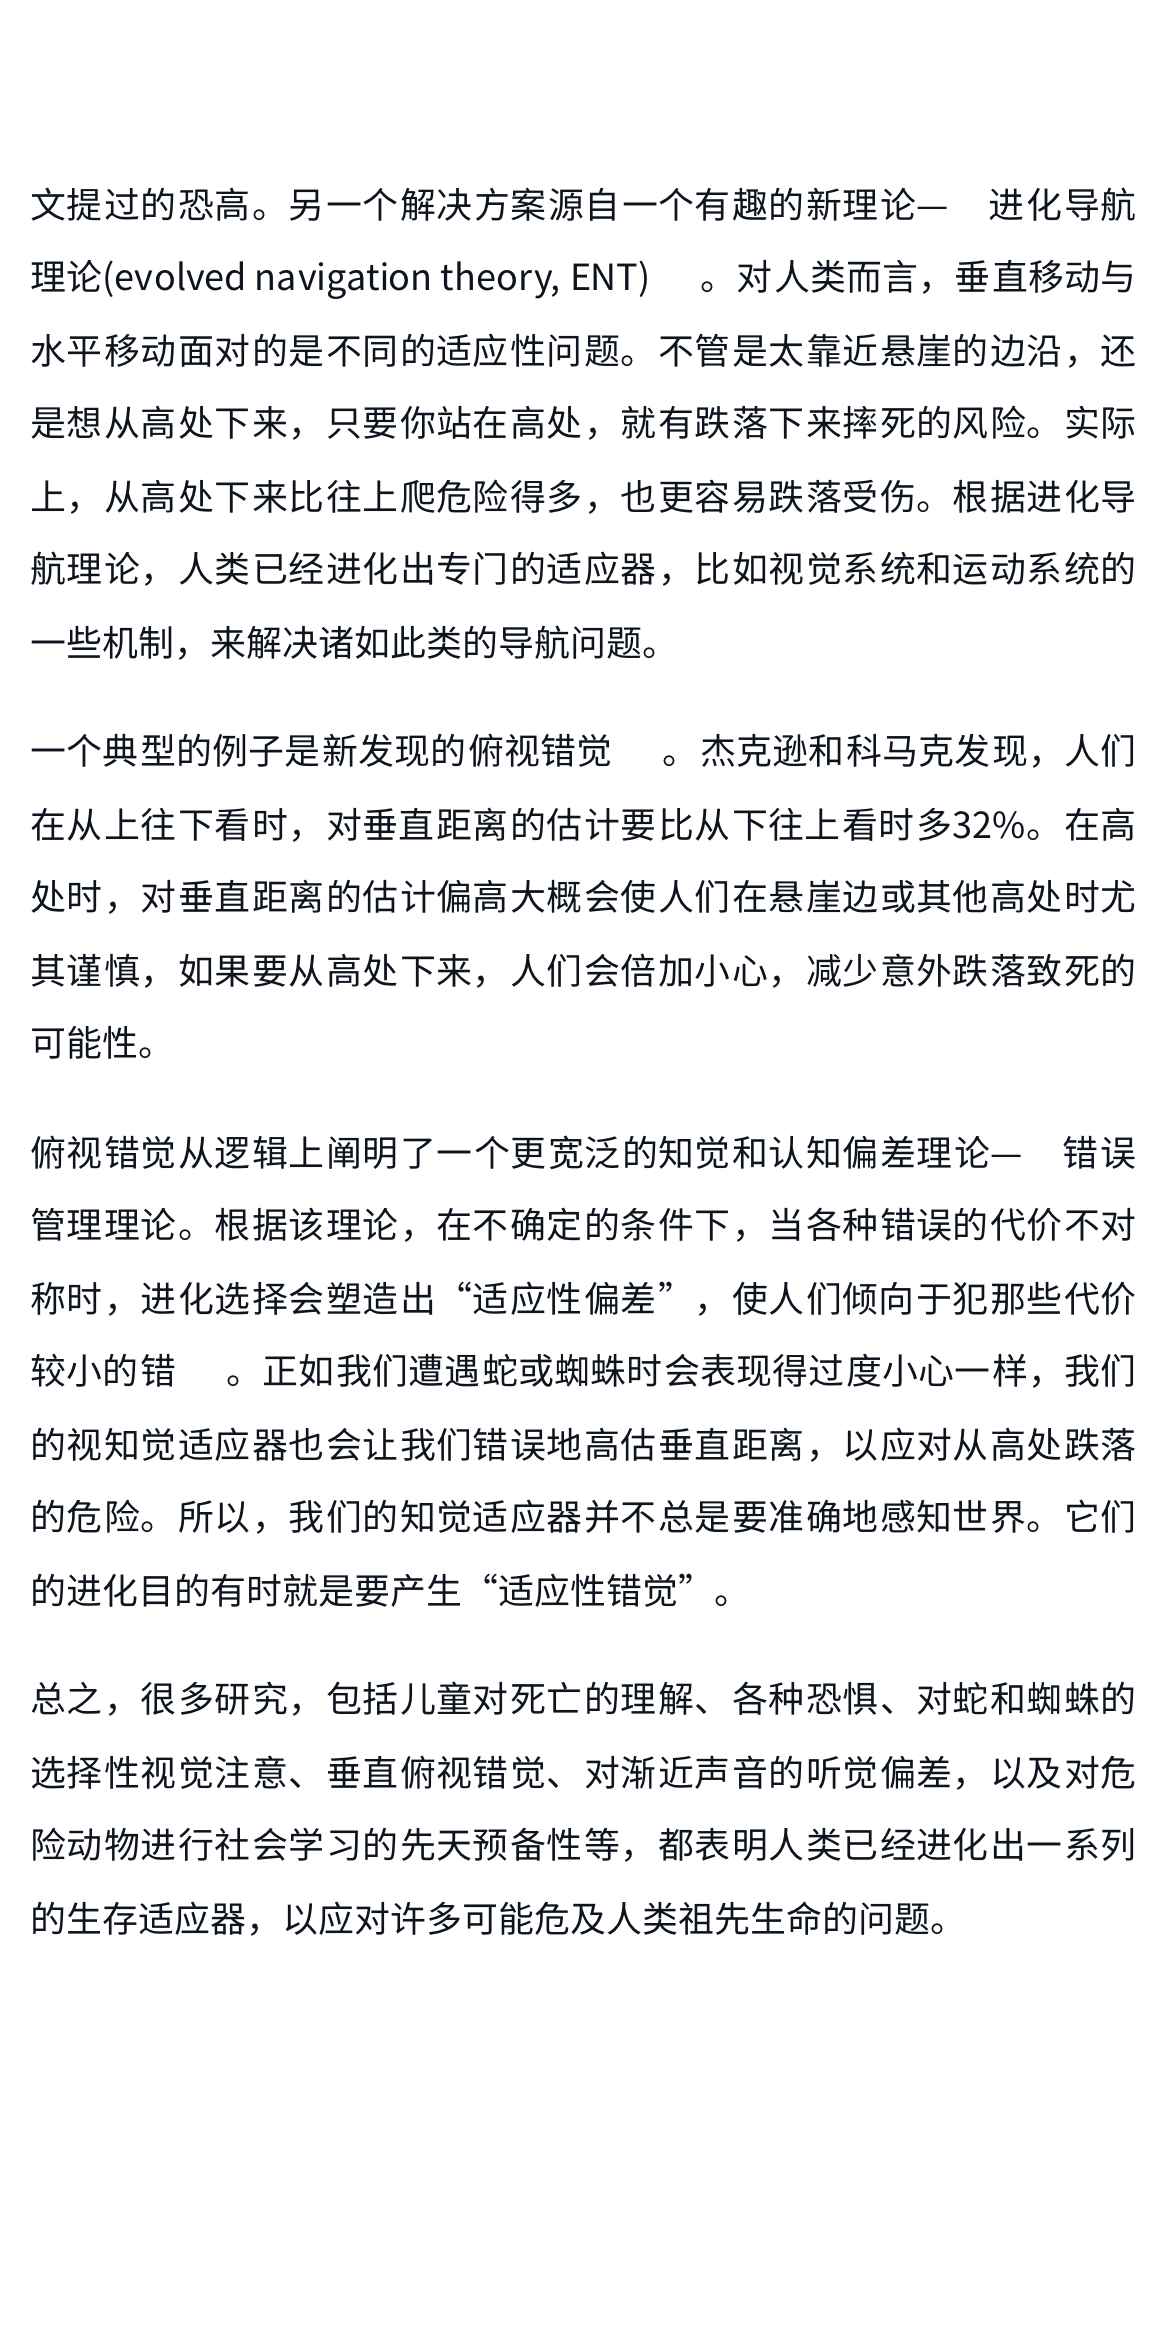 文提过的恐高。另一个解决方案源自一个有趣的新理论— 进化导航
理论(evolved navigation theory, ENT) 。对人类而言，垂直移动与
水平移动面对的是不同的适应性问题。不管是太靠近悬崖的边沿，还
是想从高处下来，只要你站在高处，就有跌落下来摔死的风险。实际
上，从高处下来比往上爬危险得多，也更容易跌落受伤。根据进化导
航理论，人类已经进化出专门的适应器，比如视觉系统和运动系统的
一些机制，来解决诸如此类的导航问题。
一个典型的例子是新发现的俯视错觉 。杰克逊和科马克发现，人们
在从上往下看时，对垂直距离的估计要比从下往上看时多32%。在高
处时，对垂直距离的估计偏高大概会使人们在悬崖边或其他高处时尤
其谨慎，如果要从高处下来，人们会倍加小心，减少意外跌落致死的
可能性。
俯视错觉从逻辑上阐明了一个更宽泛的知觉和认知偏差理论— 错误
管理理论。根据该理论，在不确定的条件下，当各种错误的代价不对
称时，进化选择会塑造出“适应性偏差”，使人们倾向于犯那些代价
较小的错 。正如我们遭遇蛇或蜘蛛时会表现得过度小心一样，我们
的视知觉适应器也会让我们错误地高估垂直距离，以应对从高处跌落
的危险。所以，我们的知觉适应器并不总是要准确地感知世界。它们
的进化目的有时就是要产生“适应性错觉”。
总之，很多研究，包括儿童对死亡的理解、各种恐惧、对蛇和蜘蛛的
选择性视觉注意、垂直俯视错觉、对渐近声音的听觉偏差，以及对危
险动物进行社会学习的先天预备性等，都表明人类已经进化出一系列
的生存适应器，以应对许多可能危及人类祖先生命的问题。